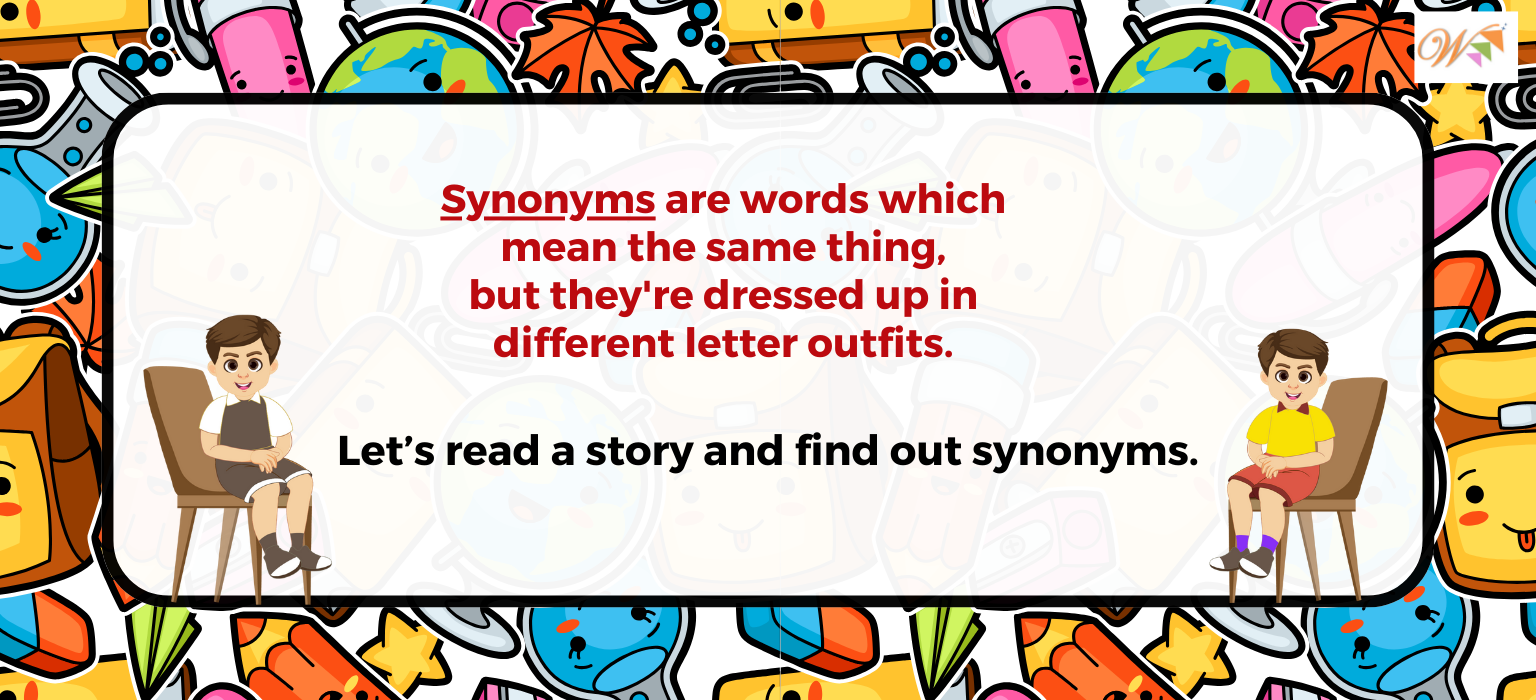 W
Synonyms are words which
mean the same thing,
but they're dressed up in
different letter outfits.
Let’s read a story and find out synonyms.